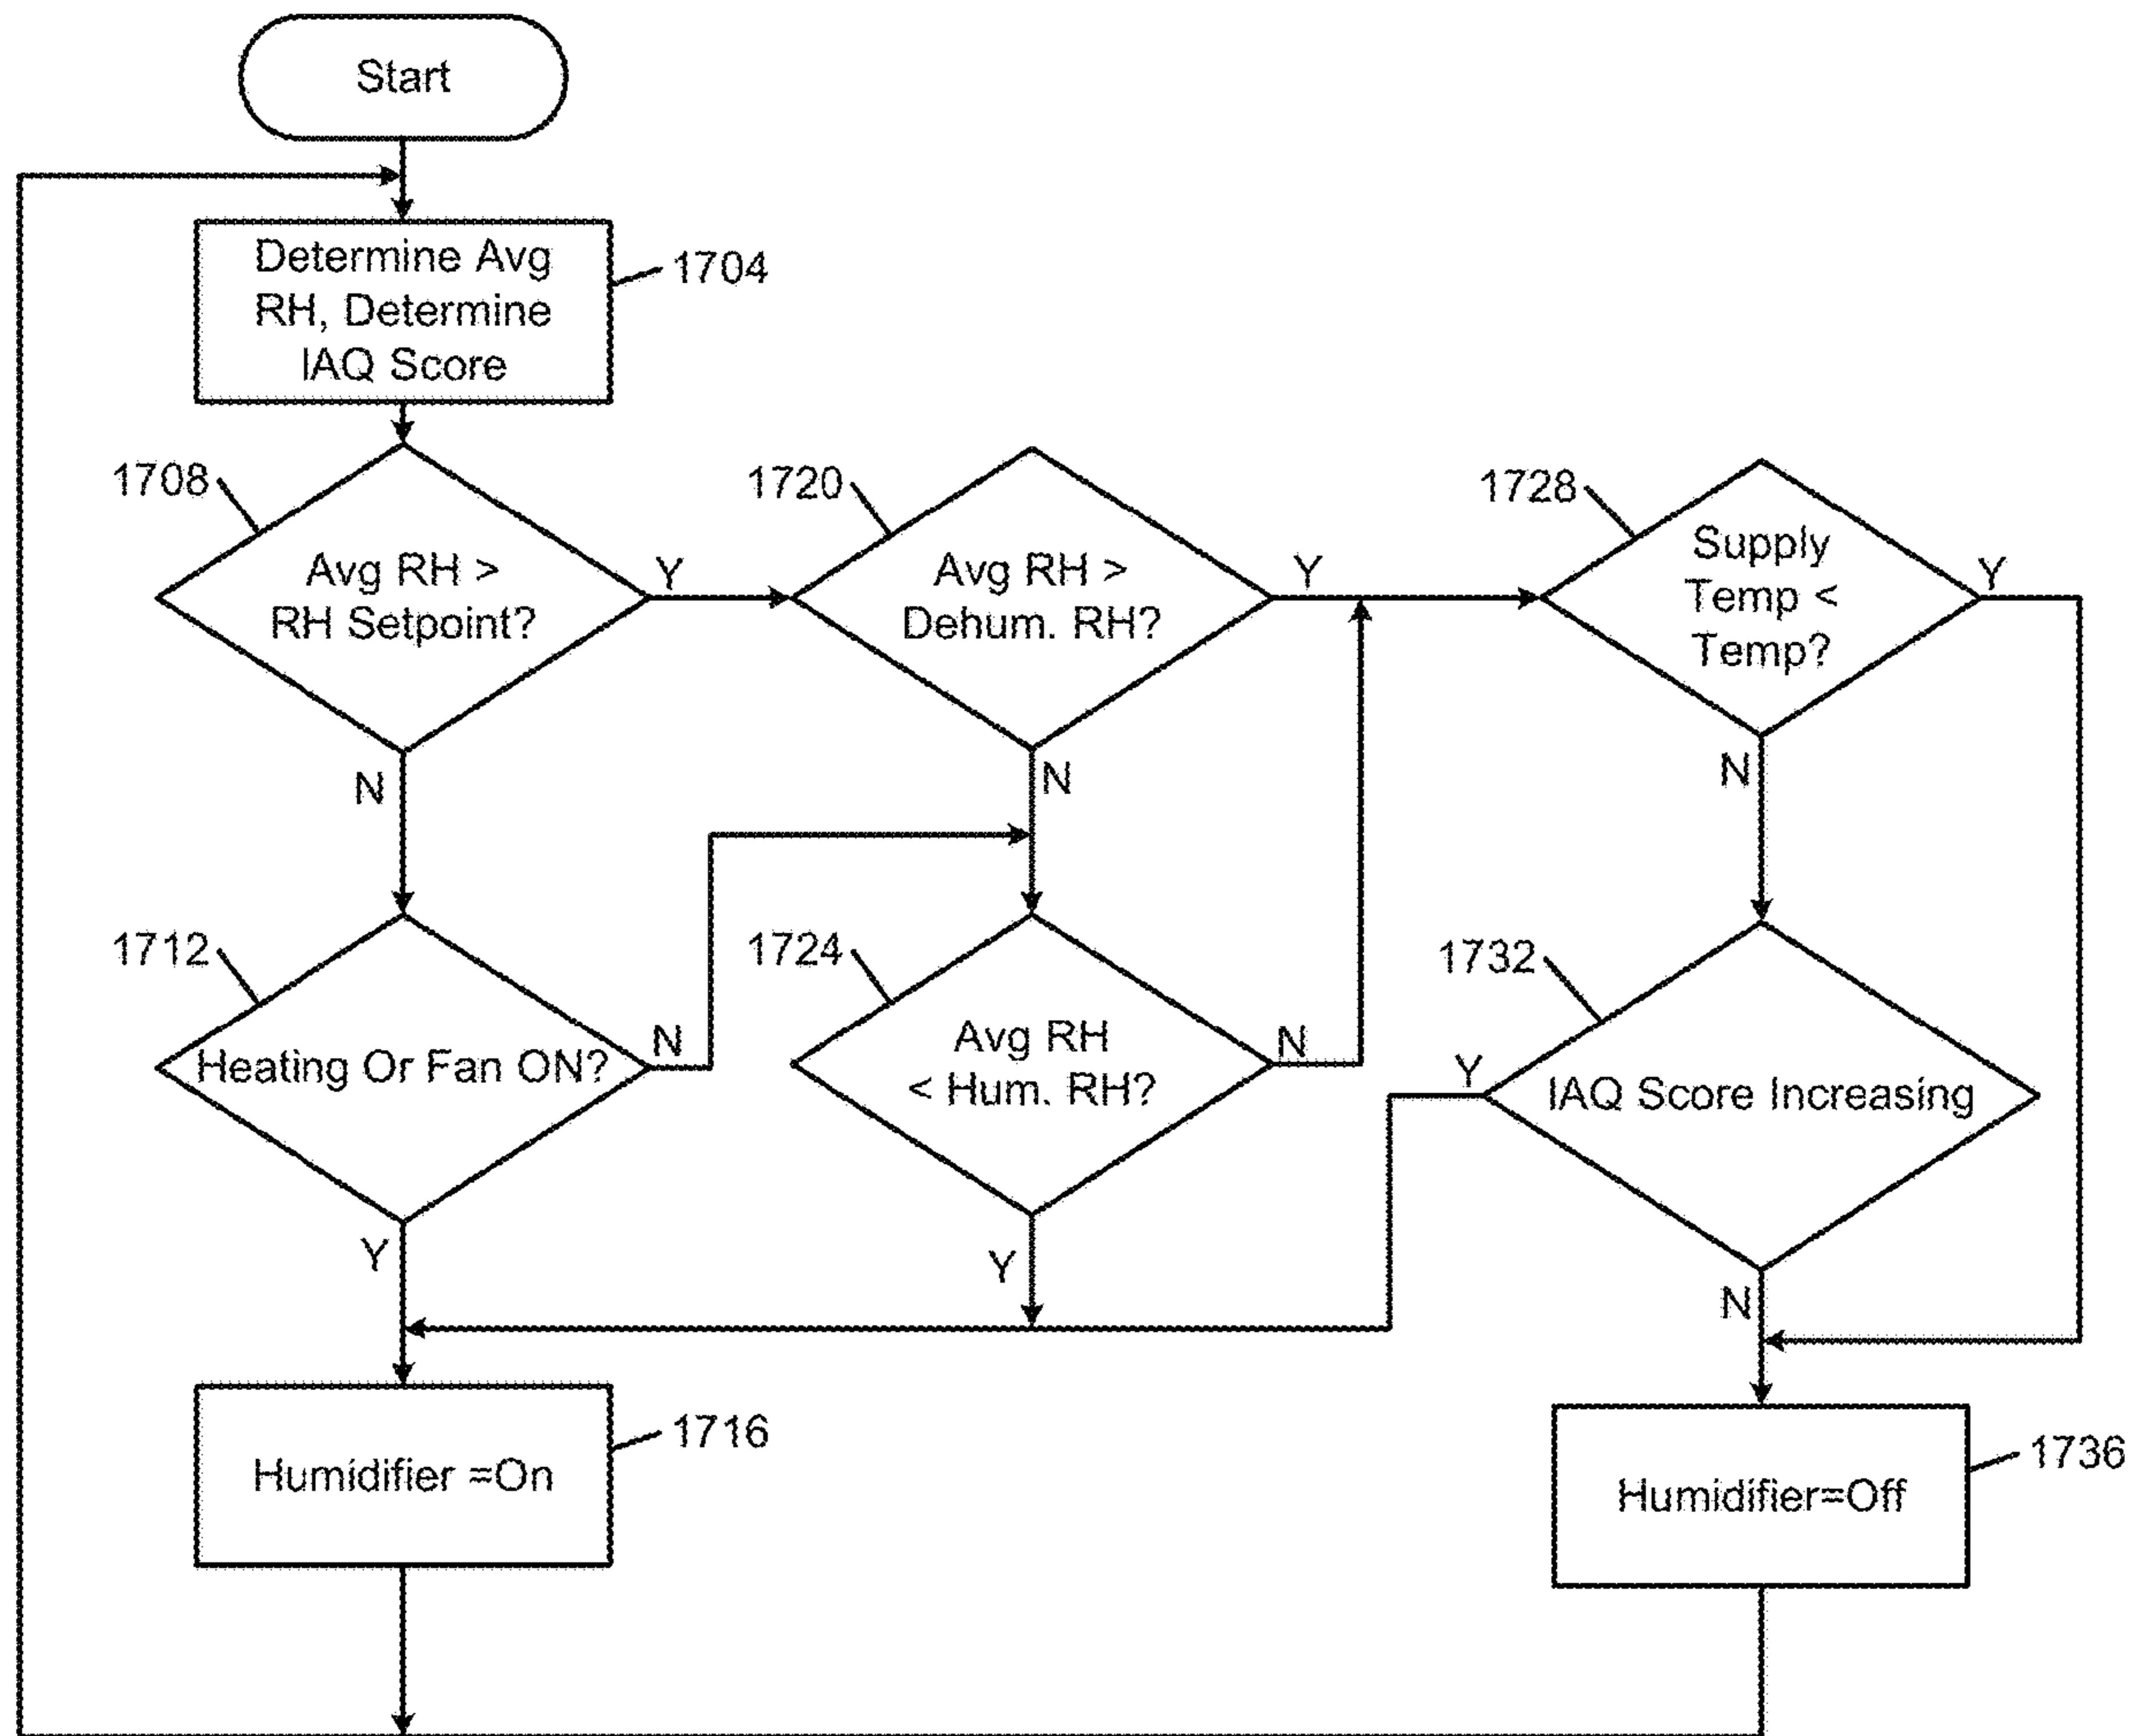 Start
Determine Avg
RH, Determine
IAQ Score
1704
1708
Avg RH >
RH Setpoint?
Y
N
1720
Avg RH >
Dehum. RH?
Y
N
1728
Supply
Temp <
Temp?
Y
N
1712
Heating Or Fan ON?
N
Y
1724
Avg RH
< Hum. RH?
N
Y
1732
IAQ Score Increasing
Y
N
Humidifier =On
1716
Humidifier=Off
1736